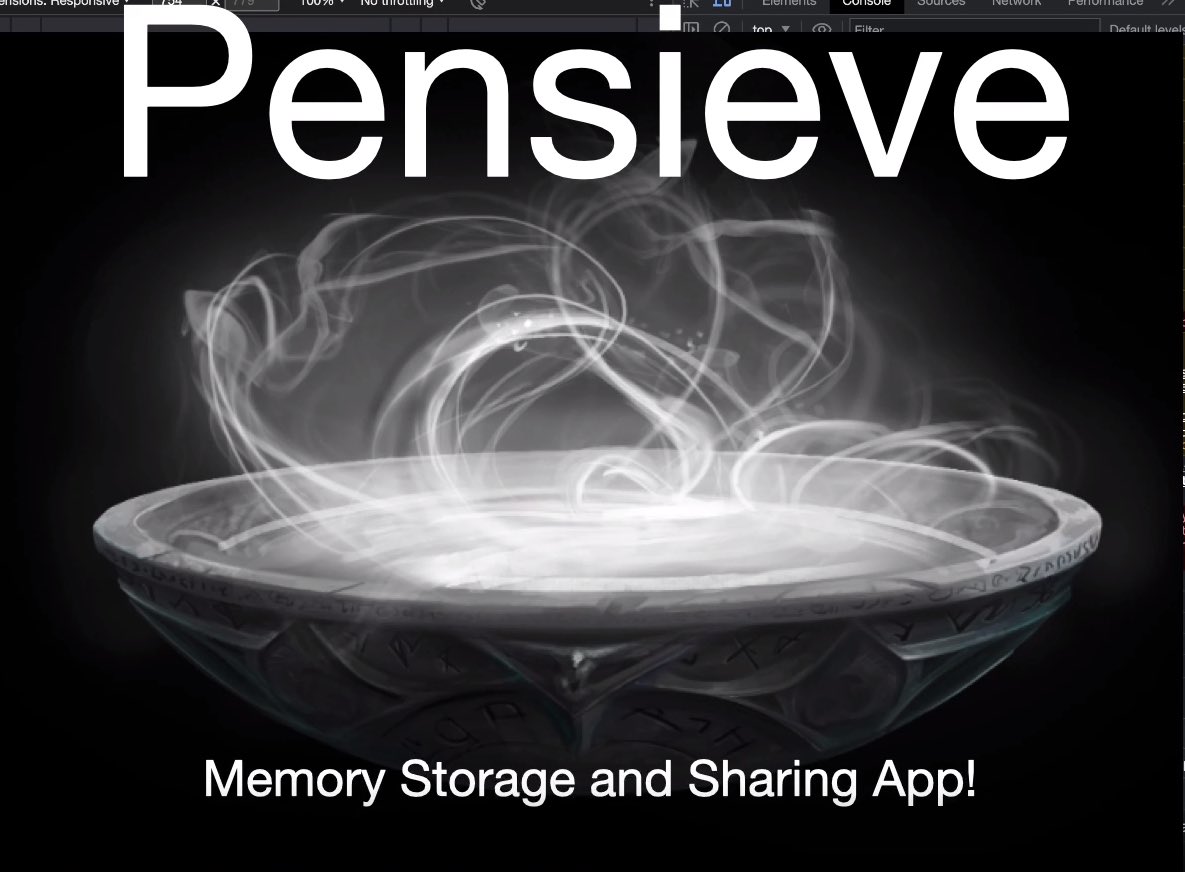 ensions: Responsive 754 × 779 100% No throttling Elements Console Sources Network Performance
top Filter Default levels
Pensieve
Memory Storage and Sharing App!